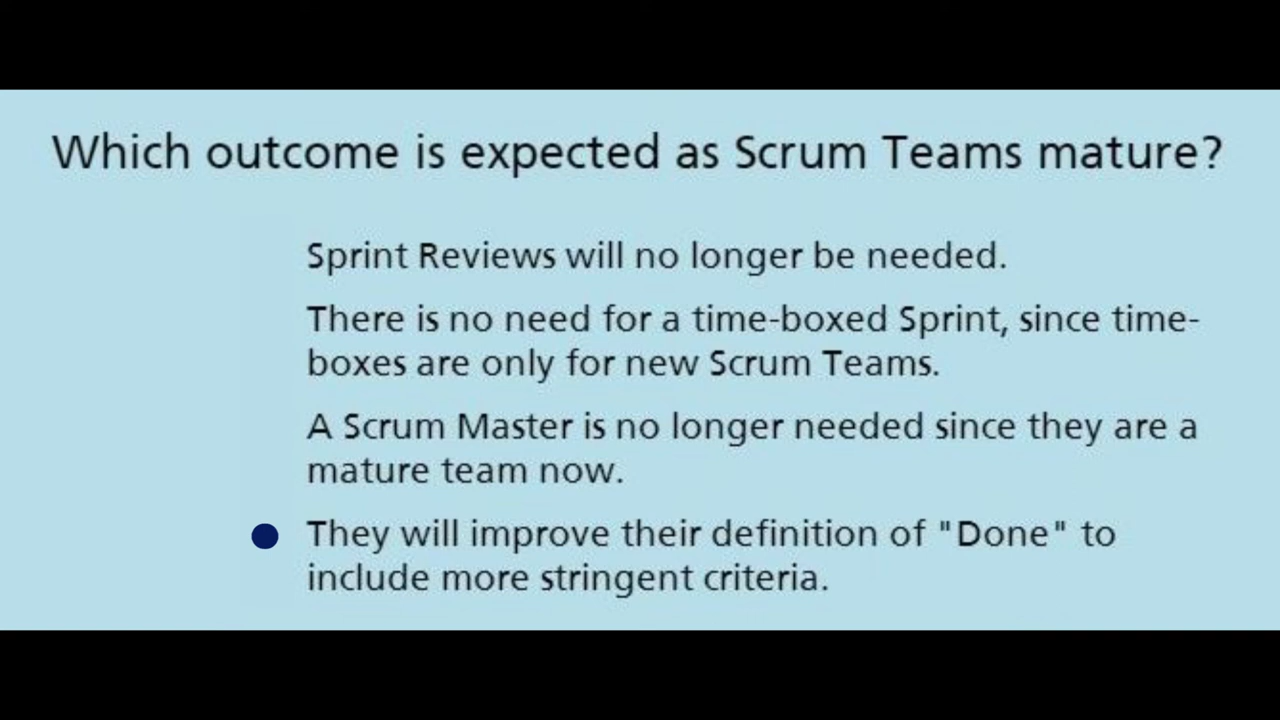 Which outcome is expected as Scrum Teams mature?
Sprint Reviews will no longer be needed.
There is no need for a time-boxed Sprint, since time-
boxes are only for new Scrum Teams.
A Scrum Master is no longer needed since they are a
mature team now.
They will improve their definition of "Done" to
include more stringent criteria.